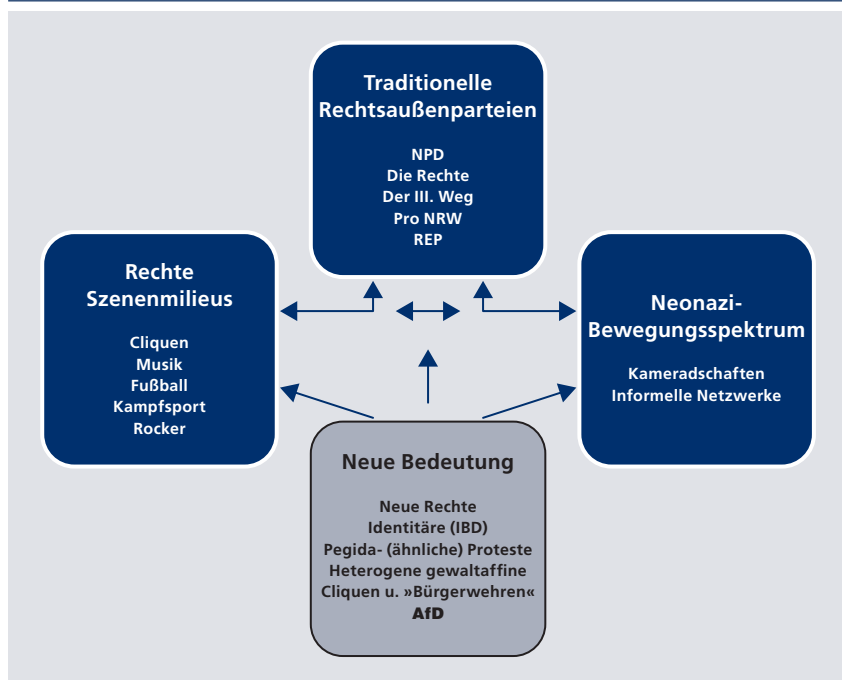 Traditionelle
Rechtsaußenparteien
NPD
Die Rechte
Der III. Weg
Pro NRW
REP
Rechte
Szenenmilieus
Cliquen
Musik
Fußball
Kampfsport
Rocker
Neonazi-
Bewegungsspektrum
Kameradschaften
Informelle Netzwerke
Neue Bedeutung
Neue Rechte
Identitäre (IBD)
Pegida- (ähnliche) Proteste
Heterogene gewaltaffine
Cliquen u. »Bürgerwehren«
AfD